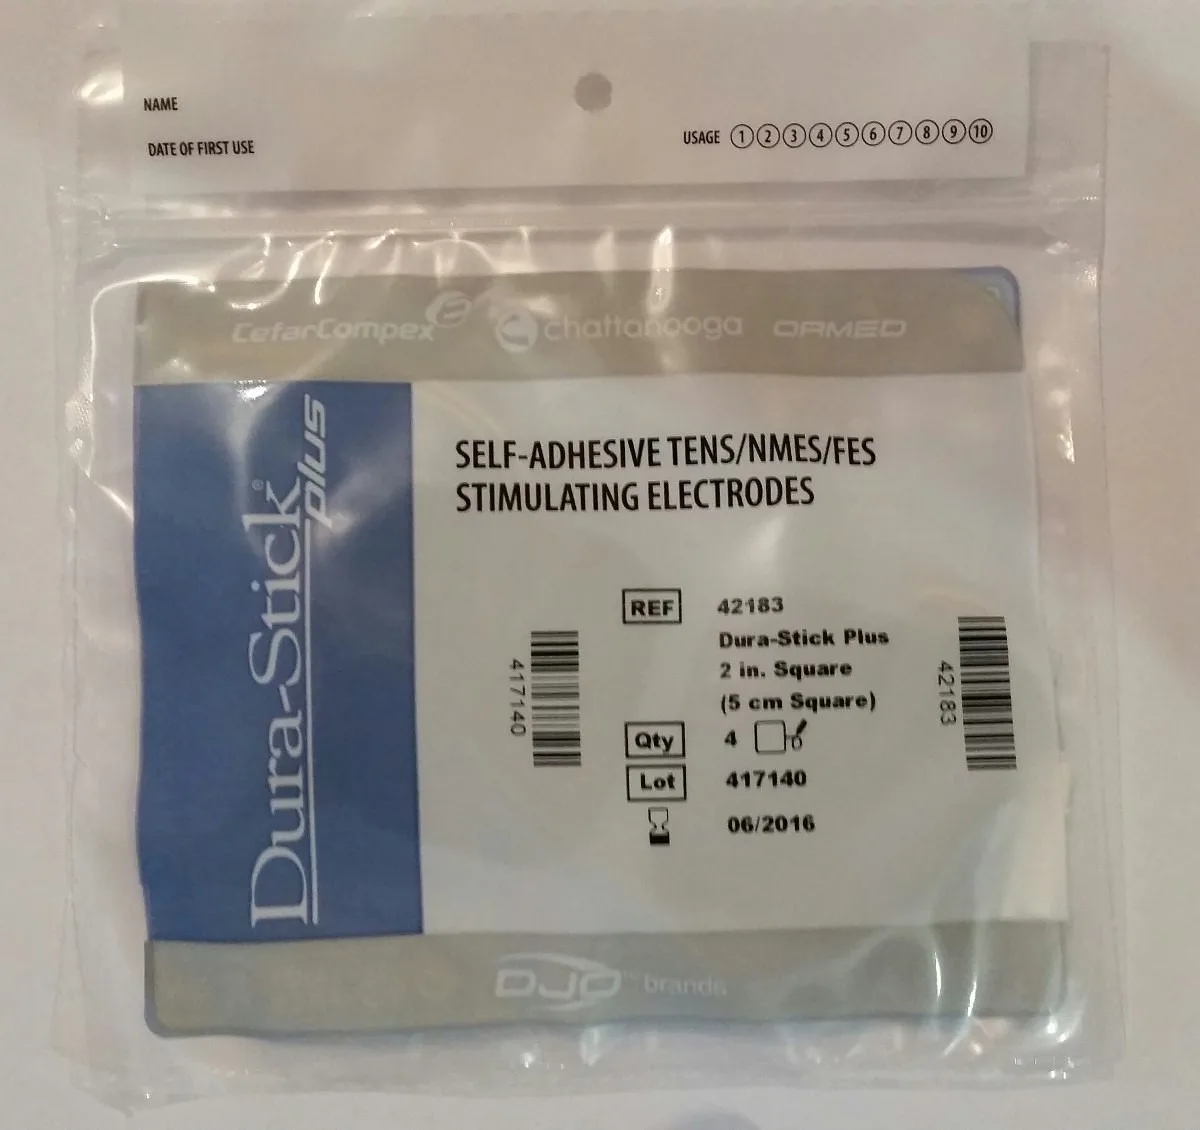 NAME
DATE OF FIRST USE
USAGE 1 2 3 4 5 6 7 8 9 10
CefarCompex
chattanooga
ORMED
Dura-Stick® plus
SELF-ADHESIVE TENS/NMES/FES
STIMULATING ELECTRODES
REF 42183
Dura-Stick Plus
2 in. Square
(5 cm Square)
Qty 4
Lot 417140
06/2016
417140
42183
DJO™ brands